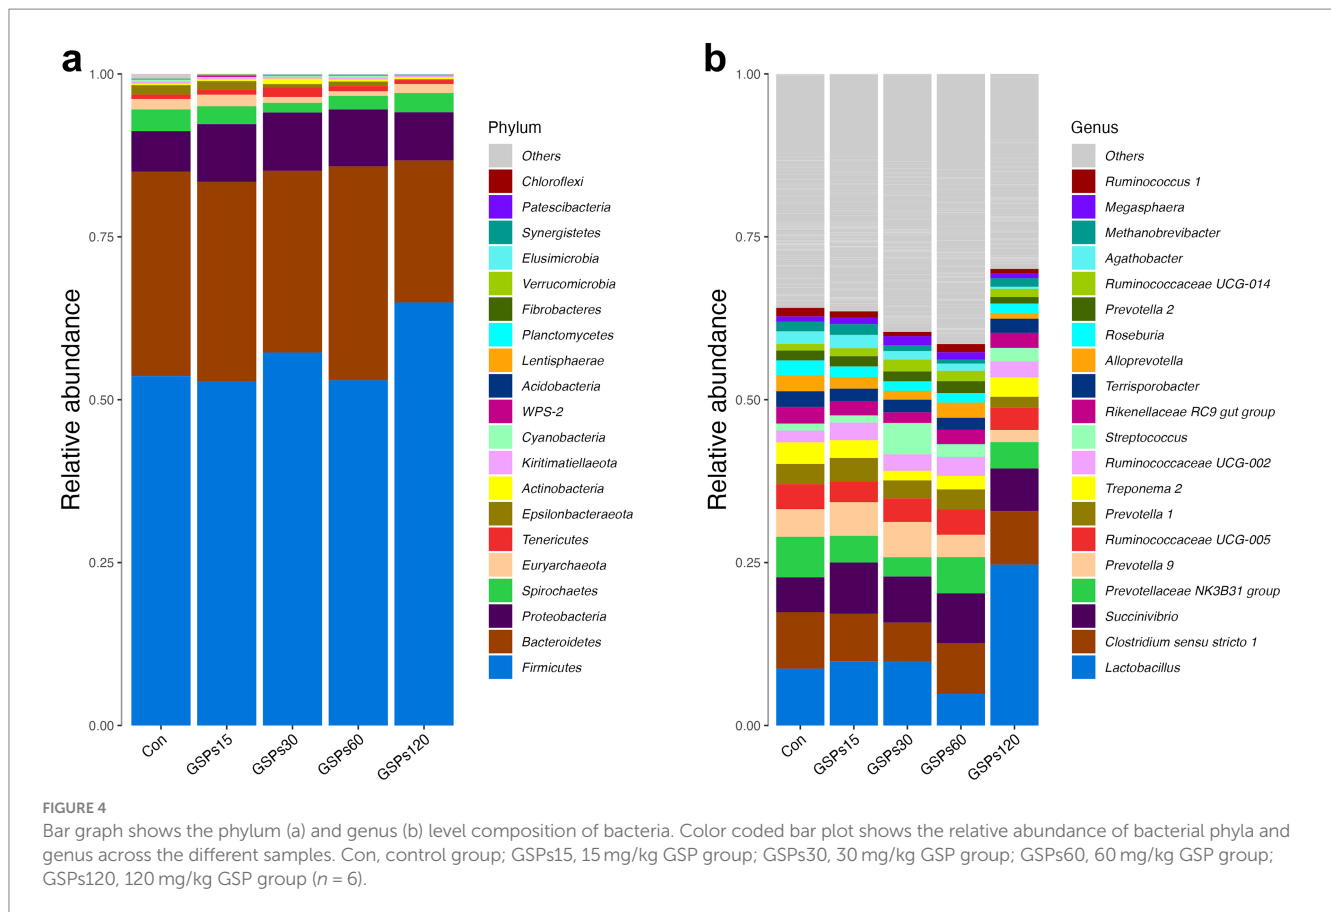 a
Relative abundance
1.00
0.75
0.50
0.25
0.00
Con
GSPs15
GSPs30
GSPs60
GSPs120
Phylum
Others
Chloroflexi
Patescibacteria
Synergistetes
Elusimicrobia
Verrucomicrobia
Fibrobacteres
Planctomycetes
Lentisphaerae
Acidobacteria
WPS-2
Cyanobacteria
Kiritimatiellaeota
Actinobacteria
Epsilonbacteraeota
Tenericutes
Euryarchaeota
Spirochaetes
Proteobacteria
Bacteroidetes
Firmicutes
b
Relative abundance
1.00
0.75
0.50
0.25
0.00
Con
GSPs15
GSPs30
GSPs60
GSPs120
Genus
Others
Ruminococcus 1
Megasphaera
Methanobrevibacter
Agathobacter
Ruminococcaceae UCG-014
Prevotella 2
Roseburia
Alloprevotella
Terrisporobacter
Rikenellaceae RC9 gut group
Streptococcus
Ruminococcaceae UCG-002
Treponema 2
Prevotella 1
Ruminococcaceae UCG-005
Prevotella 9
Prevotellaceae NK3B31 group
Succinivibrio
Clostridium sensu stricto 1
Lactobacillus
FIGURE 4
Bar graph shows the phylum (a) and genus (b) level composition of bacteria. Color coded bar plot shows the relative abundance of bacterial phyla and
genus across the different samples. Con, control group; GSPs15, 15 mg/kg GSP group; GSPs30, 30 mg/kg GSP group; GSPs60, 60 mg/kg GSP group;
GSPs120, 120 mg/kg GSP group (n = 6).